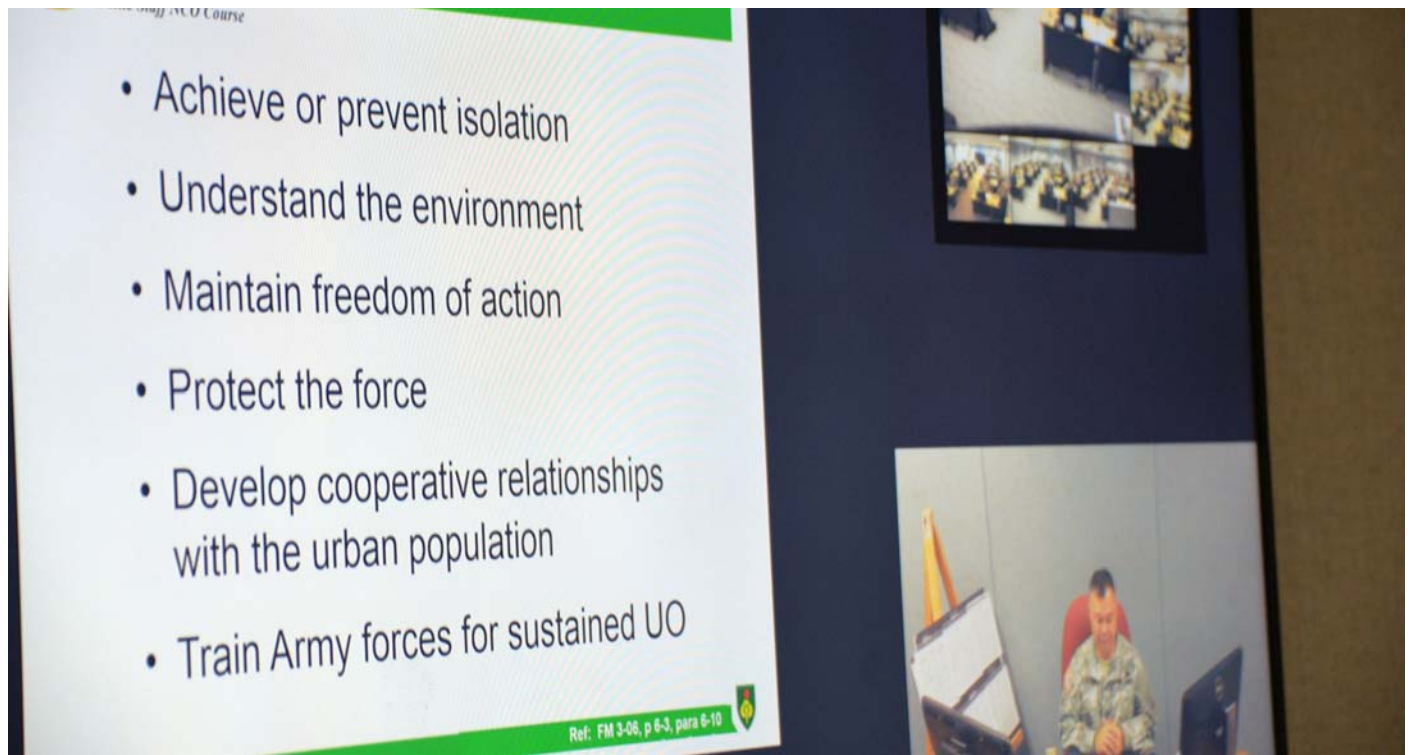 Staff NCO Course
• Achieve or prevent isolation
• Understand the environment
• Maintain freedom of action
• Protect the force
• Develop cooperative relationships
with the urban population
• Train Army forces for sustained UO
Ref: FM 3-06, p 6-3, para 6-10